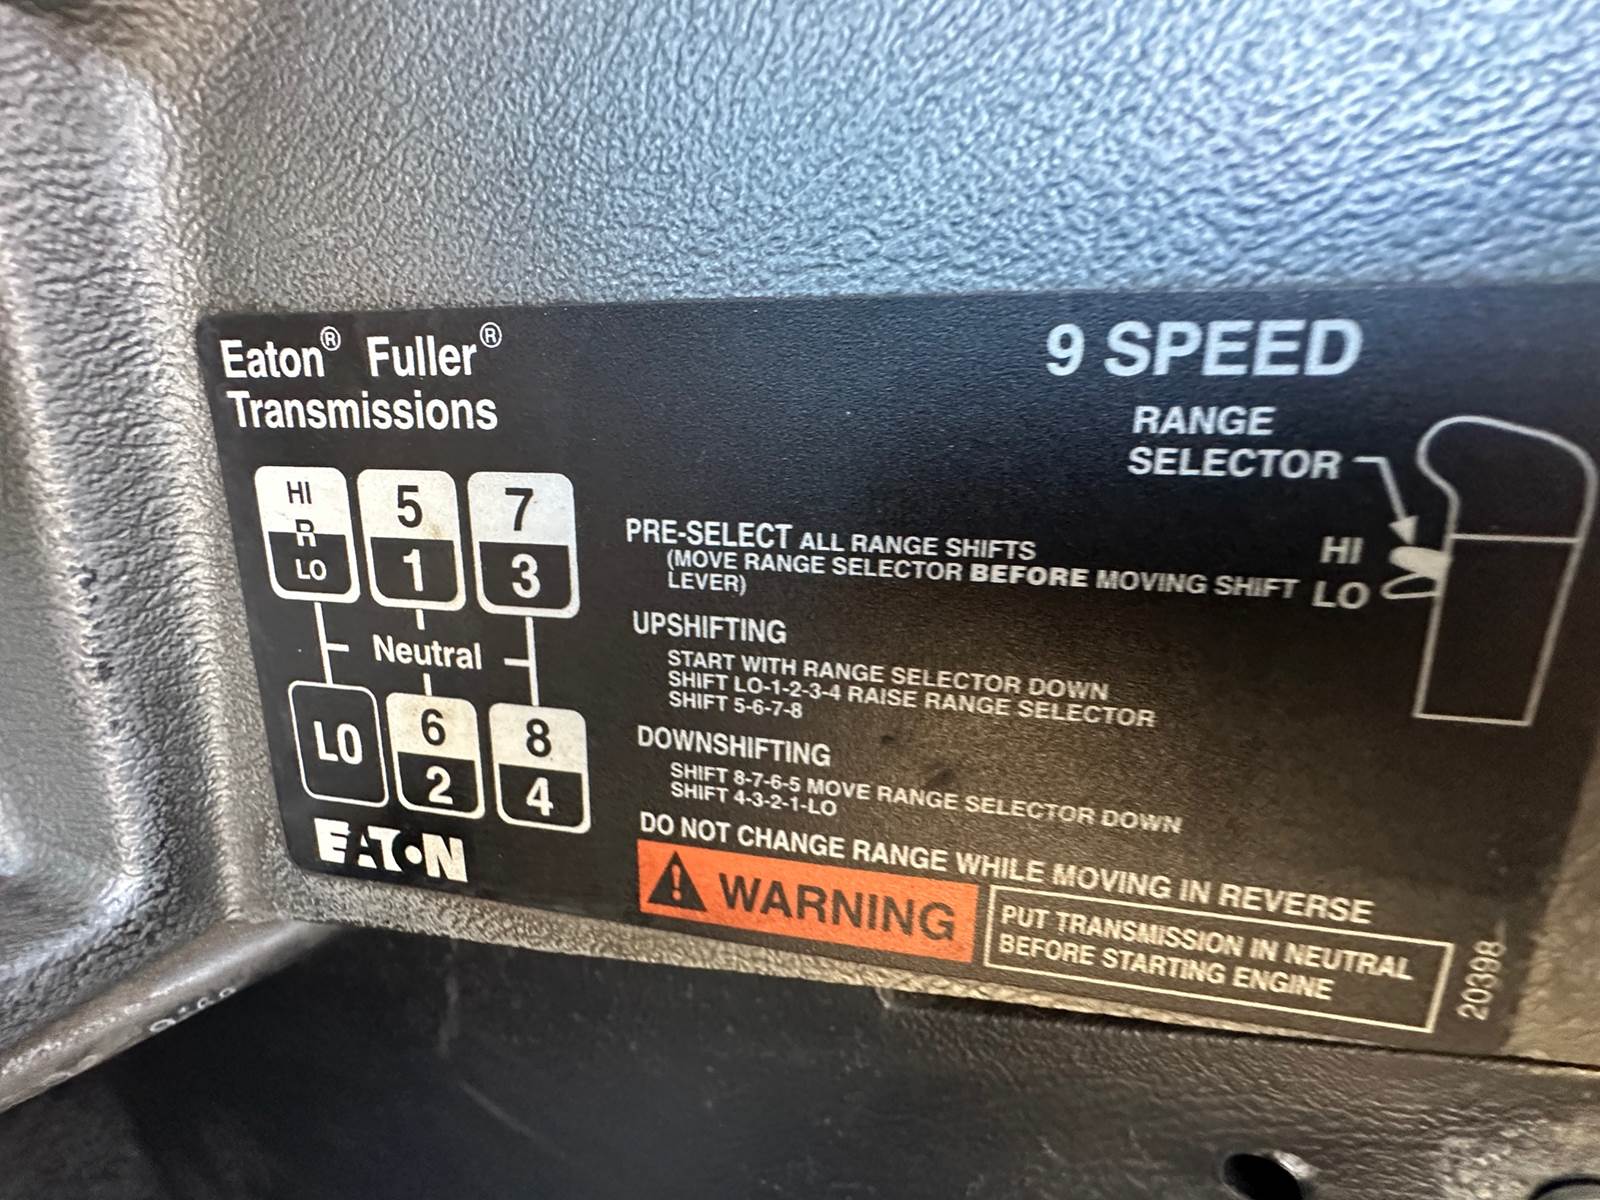 Eaton® Fuller®
Transmissions
9 SPEED
RANGE
SELECTOR
HI
LO
HI
R
LO
5
1
7
3
Neutral
LO
6
2
8
4
EATON
PRE-SELECT ALL RANGE SHIFTS
(MOVE RANGE SELECTOR BEFORE MOVING SHIFT
LEVER)
UPSHIFTING
START WITH RANGE SELECTOR DOWN
SHIFT LO-1-2-3-4 RAISE RANGE SELECTOR
SHIFT 5-6-7-8
DOWNSHIFTING
SHIFT 8-7-6-5 MOVE RANGE SELECTOR DOWN
SHIFT 4-3-2-1-LO
DO NOT CHANGE RANGE WHILE MOVING IN REVERSE
WARNING
PUT TRANSMISSION IN NEUTRAL
BEFORE STARTING ENGINE
20398